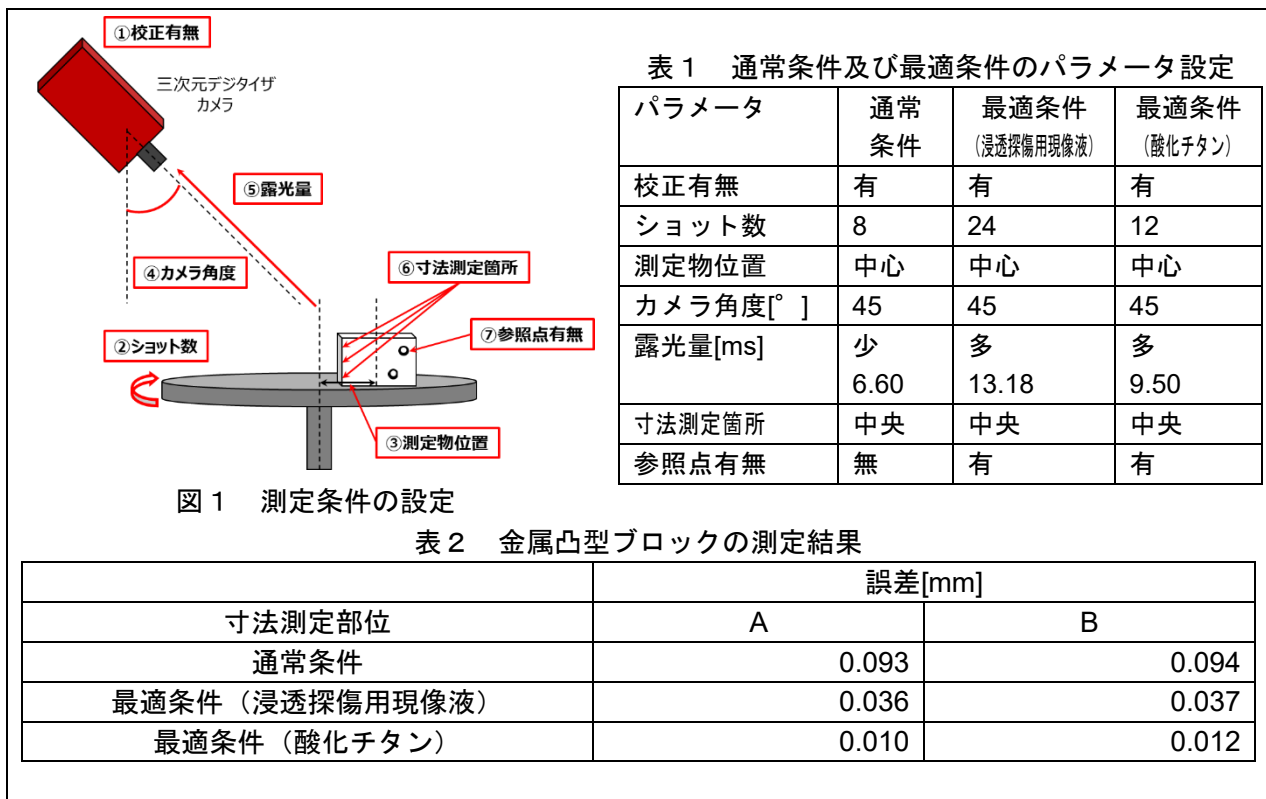 ①校正有無
三次元デジタイザ
カメラ
⑤露光量
④カメラ角度
⑥寸法測定箇所
⑦参照点有無
②ショット数
③測定物位置
図1 測定条件の設定
表1 通常条件及び最適条件のパラメータ設定
パラメータ 通常条件 最適条件(浸透探傷用現像液) 最適条件(酸化チタン)
校正有無 有 有 有
ショット数 8 24 12
測定物位置 中心 中心 中心
カメラ角度[°] 45 45 45
露光量[ms] 少 多 多
6.60 13.18 9.50
寸法測定箇所 中央 中央 中央
参照点有無 無 有 有
表2 金属凸型ブロックの測定結果
誤差[mm]
寸法測定部位 A B
通常条件 0.093 0.094
最適条件(浸透探傷用現像液) 0.036 0.037
最適条件(酸化チタン) 0.010 0.012